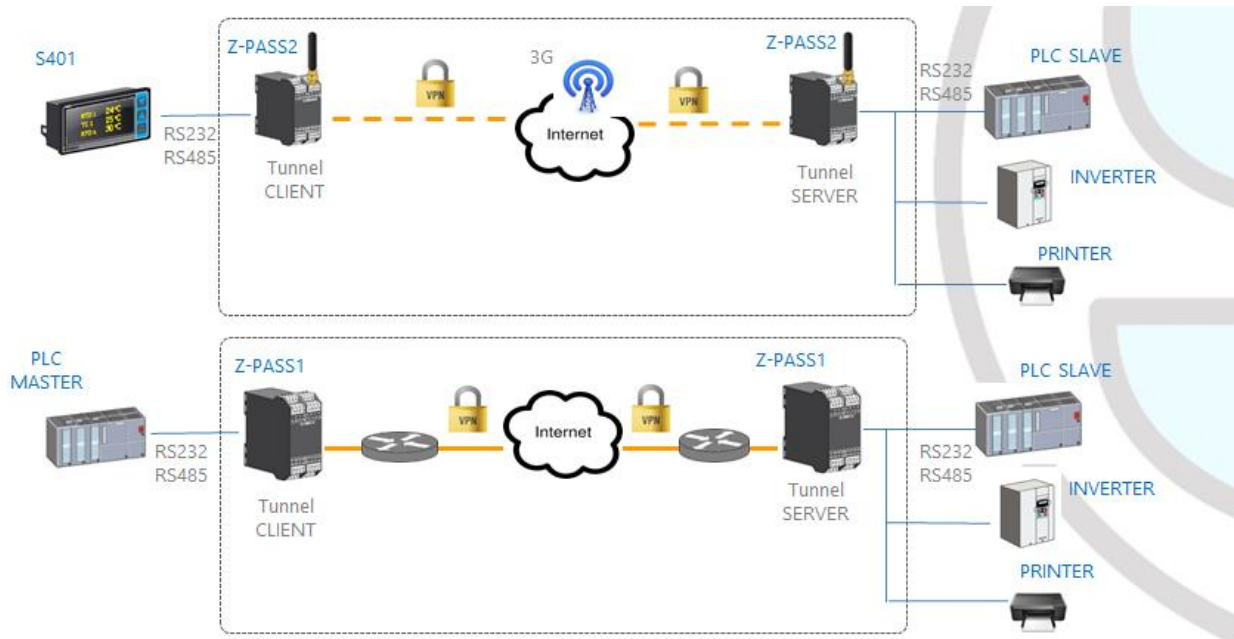 S401
Z-PASS2
VPN
3G
VPN
Z-PASS2
RS232
RS485
PLC SLAVE
RS232
RS485
Internet
Tunnel
CLIENT
Tunnel
SERVER
INVERTER
PRINTER
PLC
MASTER
Z-PASS1
VPN
Internet
VPN
Z-PASS1
PLC SLAVE
RS232
RS485
RS232
RS485
Tunnel
CLIENT
Tunnel
SERVER
INVERTER
PRINTER